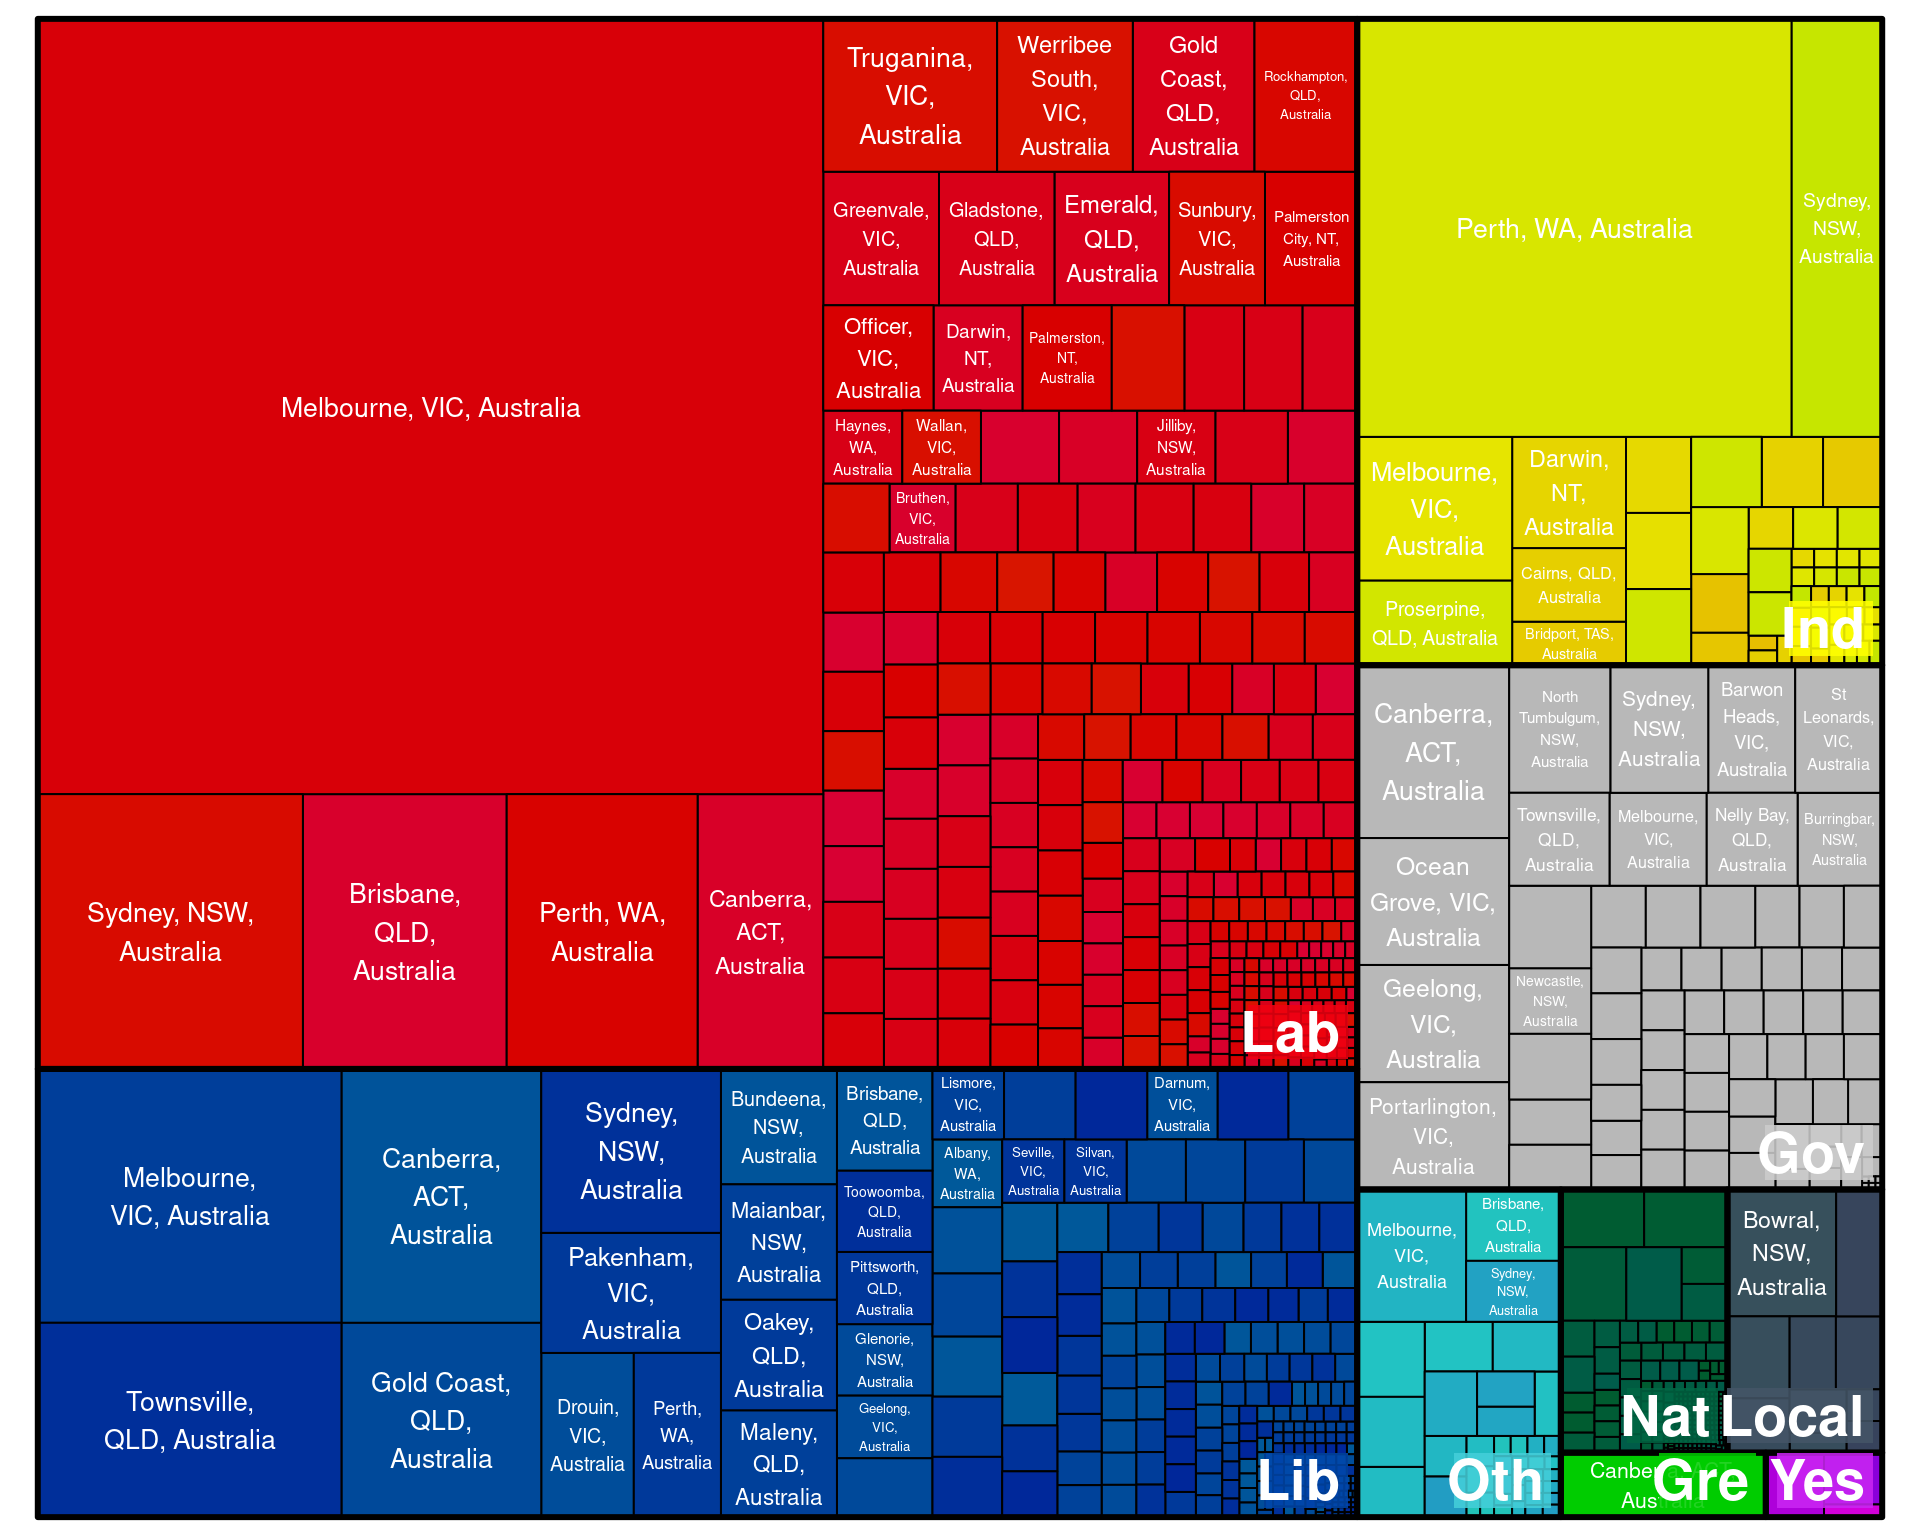 Melbourne, VIC, Australia
Sydney, NSW,
Australia
Brisbane,
QLD,
Australia
Perth, WA,
Australia
Canberra,
ACT,
Australia
Truganina,
VIC,
Australia
Werribee
South,
VIC,
Australia
Gold
Coast,
QLD,
Australia
Rockhampton,
QLD,
Australia
Greenvale,
VIC,
Australia
Gladstone,
QLD,
Australia
Emerald,
QLD,
Australia
Sunbury,
VIC,
Australia
Palmerston
City, NT,
Australia
Officer,
VIC,
Australia
Darwin,
NT,
Australia
Palmerston,
NT,
Australia
Haynes,
WA,
Australia
Wallan,
VIC,
Australia
Jilliby,
NSW,
Australia
Bruthen,
VIC,
Australia
Lab
Melbourne,
VIC, Australia
Townsville,
QLD, Australia
Canberra,
ACT,
Australia
Gold Coast,
QLD,
Australia
Sydney,
NSW,
Australia
Pakenham,
VIC,
Australia
Drouin,
VIC,
Australia
Perth,
WA,
Australia
Bundeena,
NSW,
Australia
Maianbar,
NSW,
Australia
Oakey,
QLD,
Australia
Maleny,
QLD,
Australia
Brisbane,
QLD,
Australia
Toowoomba,
QLD,
Australia
Pittsworth,
QLD,
Australia
Glenorie,
NSW,
Australia
Geelong,
VIC,
Australia
Lismore,
VIC,
Australia
Darnum,
VIC,
Australia
Albany,
WA,
Australia
Seville,
VIC,
Australia
Silvan,
VIC,
Australia
Lib
Perth, WA, Australia
Sydney,
NSW,
Australia
Melbourne,
VIC,
Australia
Proserpine,
QLD, Australia
Darwin,
NT,
Australia
Cairns, QLD,
Australia
Bridport, TAS,
Australia
Ind
Canberra,
ACT,
Australia
Ocean
Grove, VIC,
Australia
Geelong,
VIC,
Australia
Portarlington,
VIC,
Australia
North
Tumbulgum,
NSW,
Australia
Sydney,
NSW,
Australia
Barwon
Heads,
VIC,
Australia
St
Leonards,
VIC,
Australia
Townsville,
QLD,
Australia
Melbourne,
VIC,
Australia
Nelly Bay,
QLD,
Australia
Burringbar,
NSW,
Australia
Newcastle,
NSW,
Australia
Gov
Melbourne,
VIC,
Australia
Brisbane,
QLD,
Australia
Sydney,
NSW,
Australia
Oth
Nat
Bowral,
NSW,
Australia
Local
Canberra, ACT,
Australia
Gre
Yes